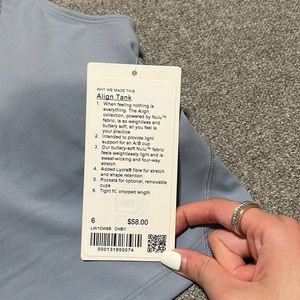 WHY WE MADE THIS
Align Tank
1. When feeling nothing is
everything. The Align
collection, powered by Nulu™
fabric, is so weightless and
buttery soft, all you feel is
your practice
2. Intended to provide light
support for an A/B cup
3. Our buttery-soft Nulu™ fabric
feels weightlessly light and is
sweat-wicking and four-way
stretch
4. Added Lycra® fibre for stretch
and shape retention
5. Pockets for optional, removable
cups
6. Tight fit, cropped length
6 $58.00
LW1CW8S CHBY
000131950074